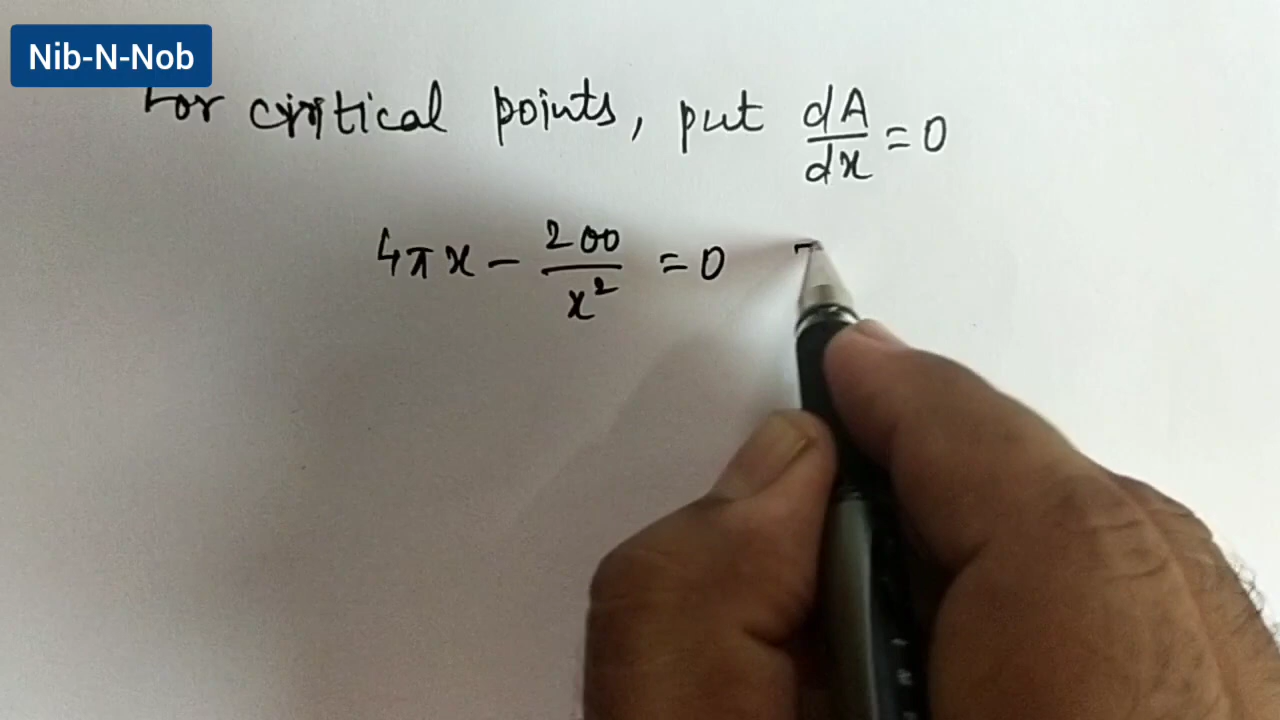 Nib-N-Nob
For critical points, put dA/dx = 0
4πx - 200/x² = 0